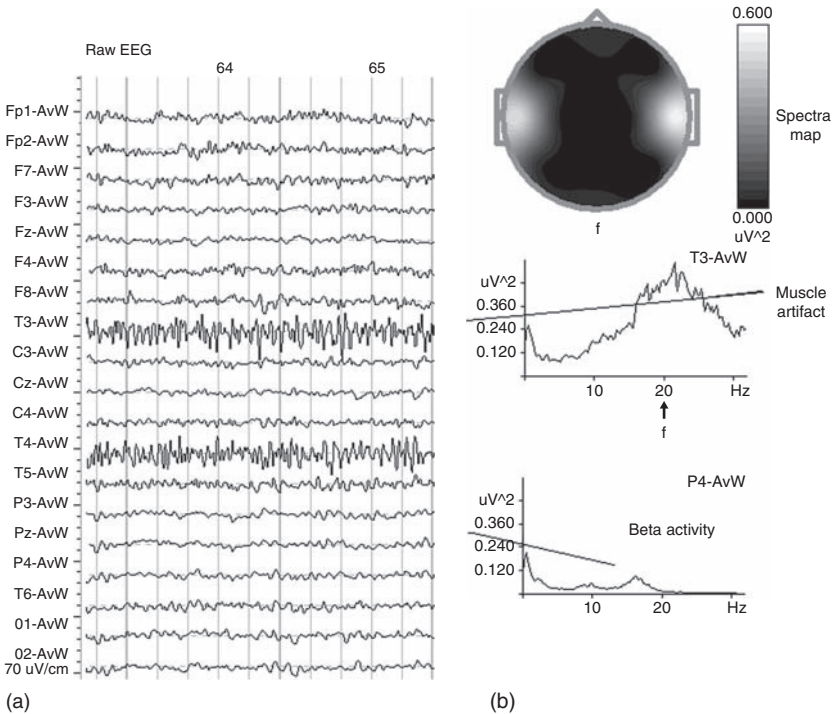 Raw EEG
64 65
Fp1-AvW
Fp2-AvW
F7-AvW
F3-AvW
Fz-AvW
F4-AvW
F8-AvW
T3-AvW
C3-AvW
Cz-AvW
C4-AvW
T4-AvW
T5-AvW
P3-AvW
Pz-AvW
P4-AvW
T6-AvW
01-AvW
02-AvW
70 uV/cm
(a)
0.600
Spectra
map
0.000
uV^2
f
T3-AvW
uV^2
0.360
0.240
0.120
Muscle
artifact
10 20 Hz
f
P4-AvW
uV^2
0.360
0.240
0.120
Beta activity
10 20 Hz
(b)